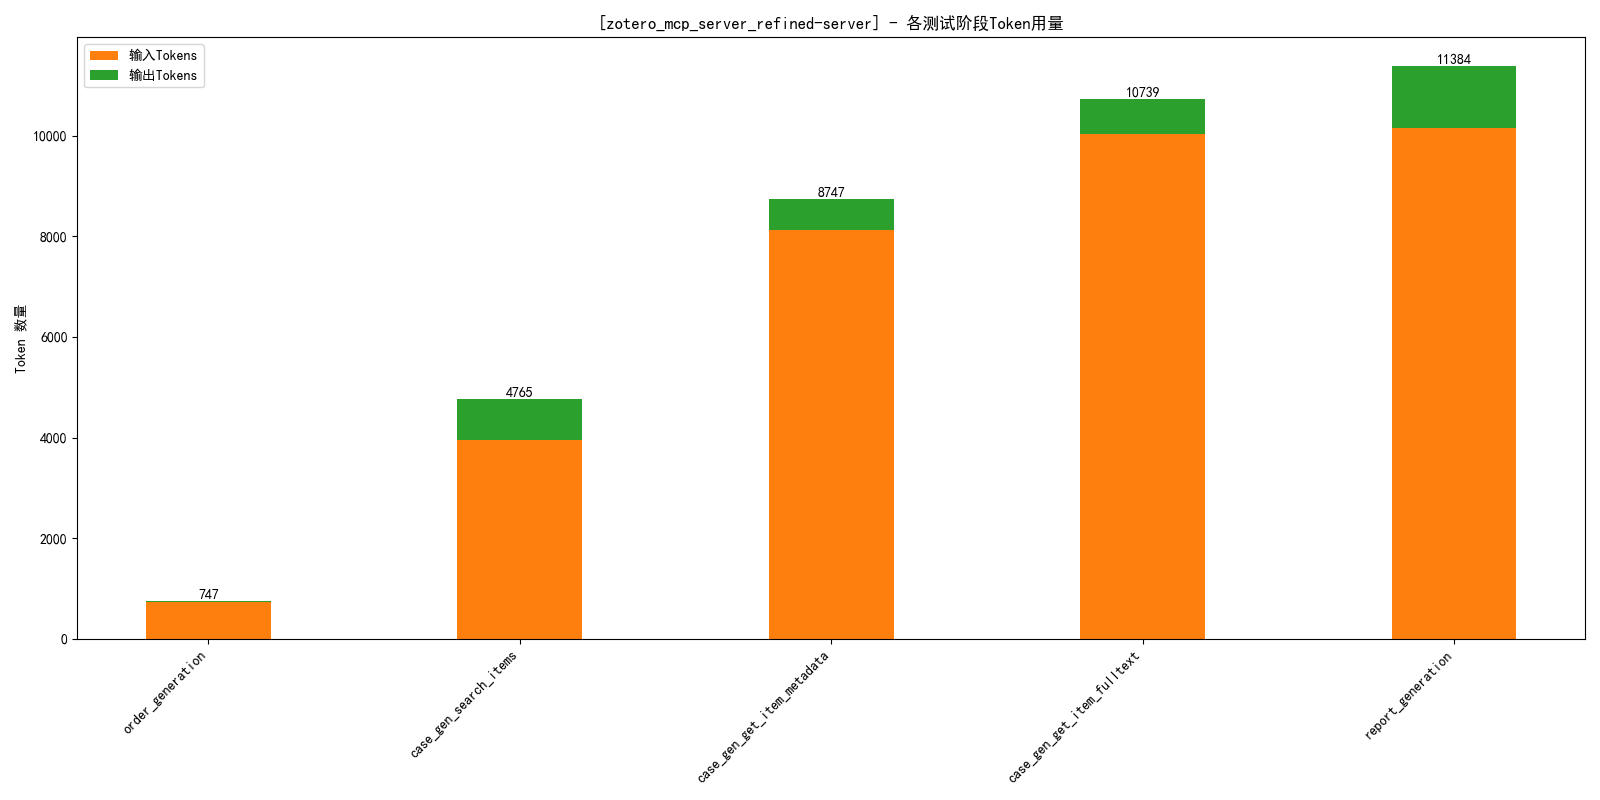 [zotero_mcp_server_refined-server] - 各测试阶段Token用量
输入Tokens
输出Tokens
Token 数量
10000
8000
6000
4000
2000
0
747
4765
8747
10739
11384
order_generation
case_gen_search_items
case_gen_get_item_metadata
case_gen_get_item_fulltext
report_generation